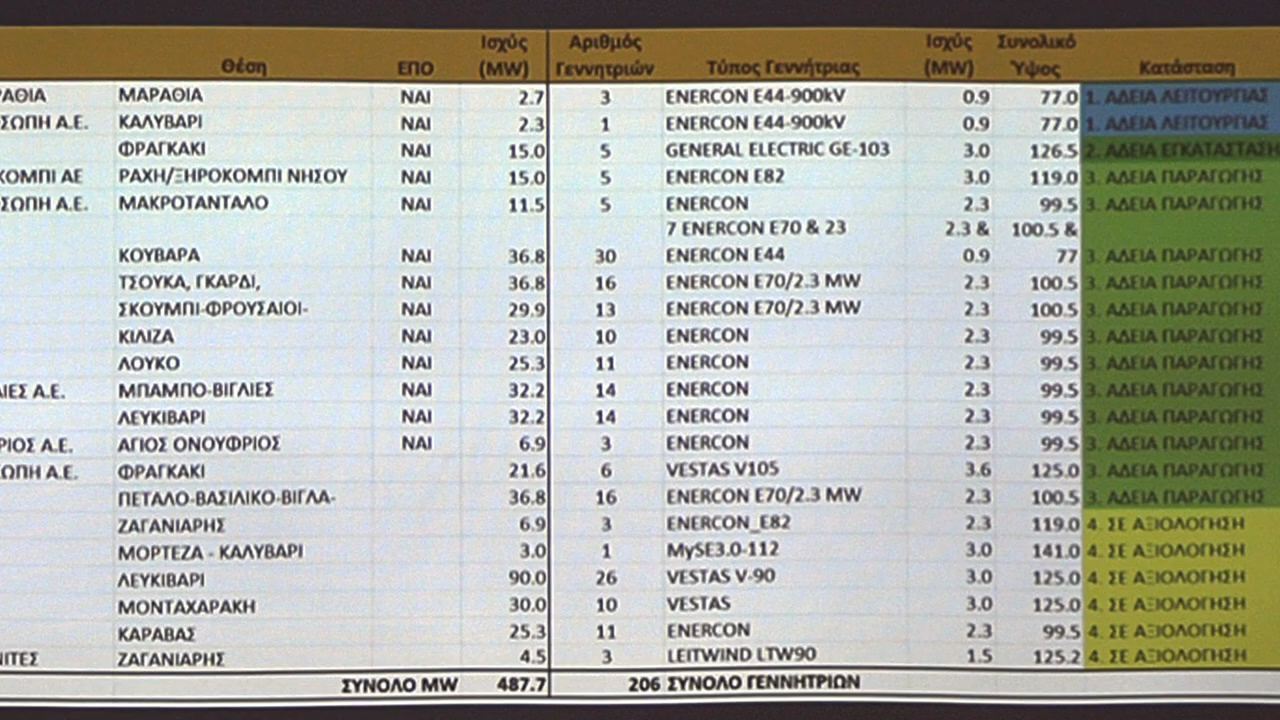 Ισχύς Αριθμός Ισχύς Συνολικό
Θέση ΕΠΟ (MW) Γεννητριών Τύπος Γεννήτριας (MW) Ύψος Κατάσταση
ΡΑΘΙΑ ΜΑΡΑΘΙΑ ΝΑΙ 2.7 3 ENERCON E44-900kV 0.9 77.0 1. ΑΔΕΙΑ ΛΕΙΤΟΥΡΓΙΑΣ
ΣΩΠΗ Α.Ε. ΚΑΛΥΒΑΡΙ ΝΑΙ 2.3 1 ENERCON E44-900kV 0.9 77.0 1. ΑΔΕΙΑ ΛΕΙΤΟΥΡΓΙΑΣ
ΦΡΑΓΚΑΚΙ ΝΑΙ 15.0 5 GENERAL ELECTRIC GE-103 3.0 126.5 2. ΑΔΕΙΑ ΕΓΚΑΤΑΣΤΑΣΗ
ΚΟΜΠΙ ΑΕ ΡΑΧΗ/ΞΗΡΟΚΟΜΠΙ ΝΗΣΟΥ ΝΑΙ 15.0 5 ENERCON E82 3.0 119.0 3. ΑΔΕΙΑ ΠΑΡΑΓΩΓΗΣ
ΣΩΠΗ Α.Ε. ΜΑΚΡΟΤΑΝΤΑΛΟ ΝΑΙ 11.5 5 ENERCON 2.3 99.5 3. ΑΔΕΙΑ ΠΑΡΑΓΩΓΗΣ
7 ENERCON E70 & 23 2.3 & 100.5 &
ΚΟΥΒΑΡΑ ΝΑΙ 36.8 30 ENERCON E44 0.9 77 3. ΑΔΕΙΑ ΠΑΡΑΓΩΓΗΣ
ΤΣΟΥΚΑ, ΓΚΑΡΔΙ, ΝΑΙ 36.8 16 ENERCON E70/2.3 MW 2.3 100.5 3. ΑΔΕΙΑ ΠΑΡΑΓΩΓΗΣ
ΣΚΟΥΜΠΙ-ΦΡΟΥΣΑΙΟΙ- ΝΑΙ 29.9 13 ENERCON E70/2.3 MW 2.3 100.5 3. ΑΔΕΙΑ ΠΑΡΑΓΩΓΗΣ
ΚΙΛΙΖΑ ΝΑΙ 23.0 10 ENERCON 2.3 99.5 3. ΑΔΕΙΑ ΠΑΡΑΓΩΓΗΣ
ΛΟΥΚΟ ΝΑΙ 25.3 11 ENERCON 2.3 99.5 3. ΑΔΕΙΑ ΠΑΡΑΓΩΓΗΣ
ΙΕΣ Α.Ε. ΜΠΑΜΠΟ-ΒΙΓΛΙΕΣ ΝΑΙ 32.2 14 ENERCON 2.3 99.5 3. ΑΔΕΙΑ ΠΑΡΑΓΩΓΗΣ
ΛΕΥΚΙΒΑΡΙ ΝΑΙ 32.2 14 ENERCON 2.3 99.5 3. ΑΔΕΙΑ ΠΑΡΑΓΩΓΗΣ
ΡΙΟΣ Α.Ε. ΑΓΙΟΣ ΟΝΟΥΦΡΙΟΣ ΝΑΙ 6.9 3 ENERCON 2.3 99.5 3. ΑΔΕΙΑ ΠΑΡΑΓΩΓΗΣ
ΩΠΗ Α.Ε. ΦΡΑΓΚΑΚΙ 21.6 6 VESTAS V105 3.6 125.0 3. ΑΔΕΙΑ ΠΑΡΑΓΩΓΗΣ
ΠΕΤΑΛΟ-ΒΑΣΙΛΙΚΟ-ΒΙΓΛΑ- 36.8 16 ENERCON E70/2.3 MW 2.3 100.5 3. ΑΔΕΙΑ ΠΑΡΑΓΩΓΗΣ
ΖΑΓΑΝΙΑΡΗΣ 6.9 3 ENERCON_E82 2.3 119.0 4. ΣΕ ΑΞΙΟΛΟΓΗΣΗ
ΜΟΡΤΕΖΑ - ΚΑΛΥΒΑΡΙ 3.0 1 MySE3.0-112 3.0 141.0 4. ΣΕ ΑΞΙΟΛΟΓΗΣΗ
ΛΕΥΚΙΒΑΡΙ 90.0 26 VESTAS V-90 3.0 125.0 4. ΣΕ ΑΞΙΟΛΟΓΗΣΗ
ΜΟΝΤΑΧΑΡΑΚΗ 30.0 10 VESTAS 3.0 125.0 4. ΣΕ ΑΞΙΟΛΟΓΗΣΗ
ΚΑΡΑΒΑΣ 25.3 11 ENERCON 2.3 99.5 4. ΣΕ ΑΞΙΟΛΟΓΗΣΗ
ΙΤΕΣ ΖΑΓΑΝΙΑΡΗΣ 4.5 3 LEITWIND LTW90 1.5 125.2 4. ΣΕ ΑΞΙΟΛΟΓΗΣΗ
ΣΥΝΟΛΟ MW 487.7 206 ΣΥΝΟΛΟ ΓΕΝΝΗΤΡΙΩΝ